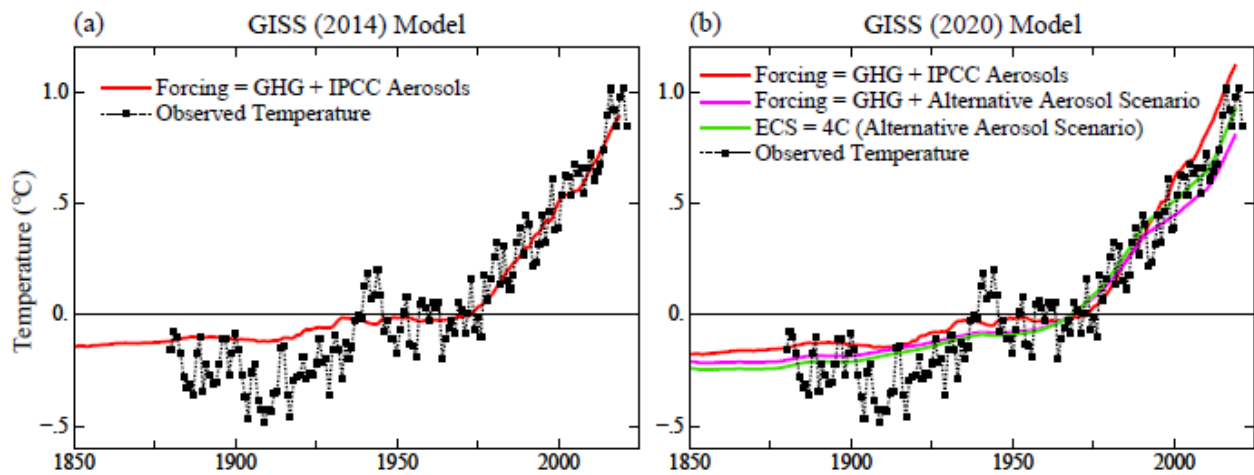 (a) GISS (2014) Model
Forcing = GHG + IPCC Aerosols
Observed Temperature
Temperature (°C)
1.0
.5
0.
−.5
1850 1900 1950 2000
(b) GISS (2020) Model
Forcing = GHG + IPCC Aerosols
Forcing = GHG + Alternative Aerosol Scenario
ECS = 4C (Alternative Aerosol Scenario)
Observed Temperature
1.0
.5
0.
−.5
1850 1900 1950 2000